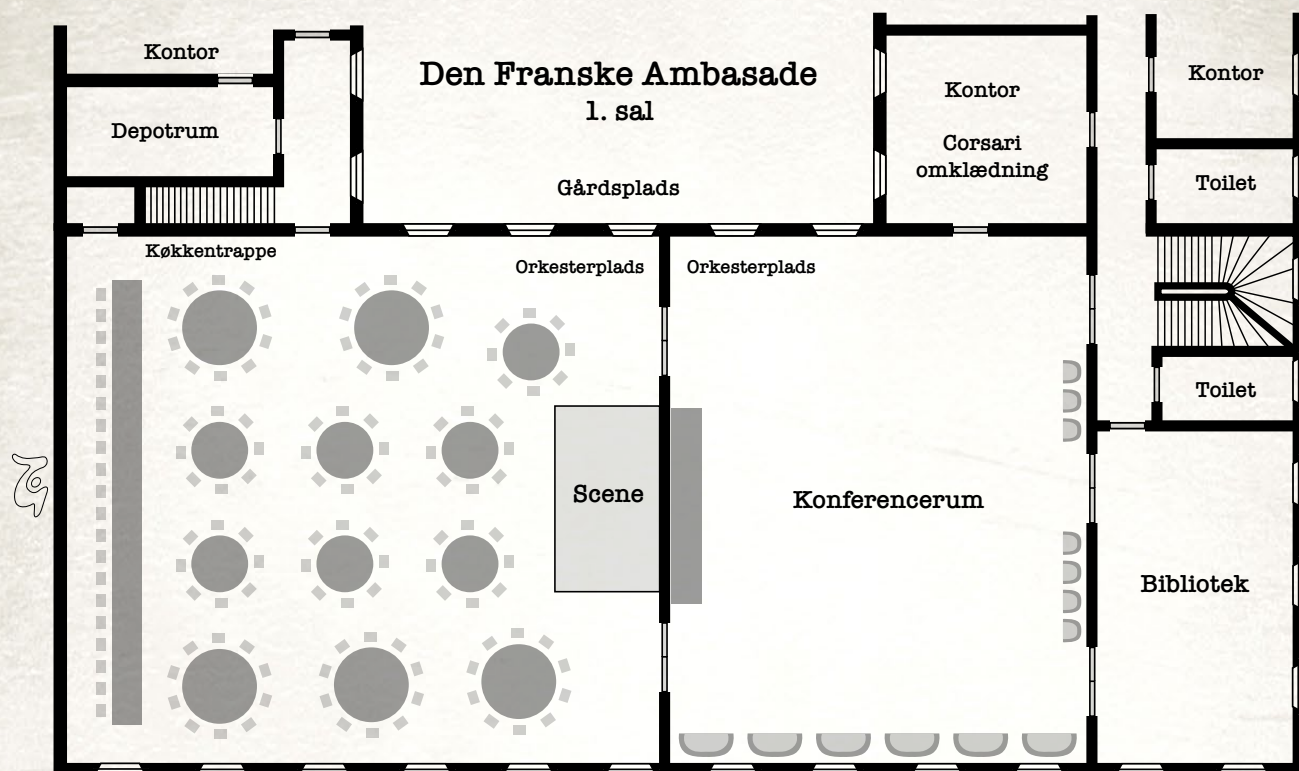 Kontor
Den Franske Ambasade
1. sal
Kontor
Kontor
Depotrum
Corsari
omklædning
Gårdsplads
Toilet
Køkkentrappe
Orkesterplads
Orkesterplads
Toilet
Scene
Konferencerum
Bibliotek